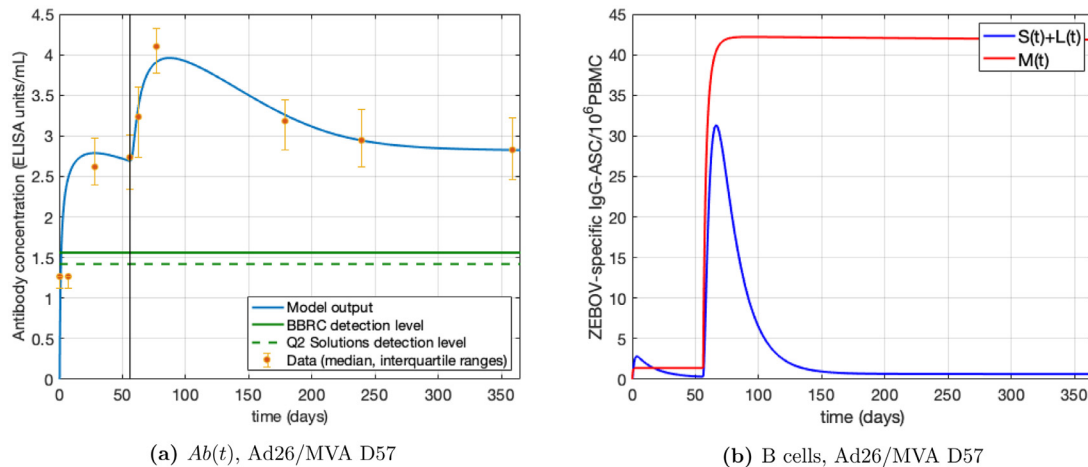 4.5
4
3.5
3
2.5
2
1.5
1
0.5
0
0 50 100 150 200 250 300 350
Antibody concentration (ELISA units/mL)
time (days)
Model output
BBRC detection level
Q2 Solutions detection level
Data (median, interquartile ranges)
(a) Ab(t), Ad26/MVA D57
45
40
35
30
25
20
15
10
5
0
0 50 100 150 200 250 300 350
ZEBOV-specific IgG-ASC/10⁶PBMC
time (days)
S(t)+L(t)
M(t)
(b) B cells, Ad26/MVA D57